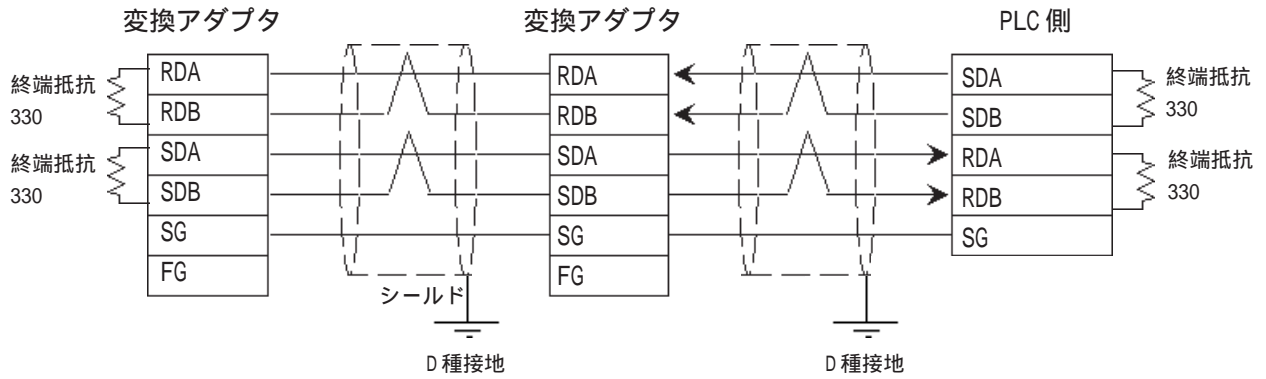 変換アダプタ 変換アダプタ PLC 側
終端抵抗
330
終端抵抗
330
RDA
RDB
SDA
SDB
SG
FG
シールド
D 種接地
RDA
RDB
SDA
SDB
SG
FG
D 種接地
SDA
SDB
RDA
RDB
SG
終端抵抗
330
終端抵抗
330